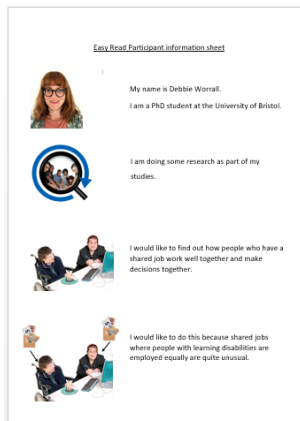 Easy Read Participant information sheet
My name is Debbie Worrall.
I am a PhD student at the University of Bristol.
I am doing some research as part of my
studies.
I would like to find out how people who have a
shared job work well together and make
decisions together.
I would like to do this because shared jobs
where people with learning disabilities are
employed equally are quite unusual.